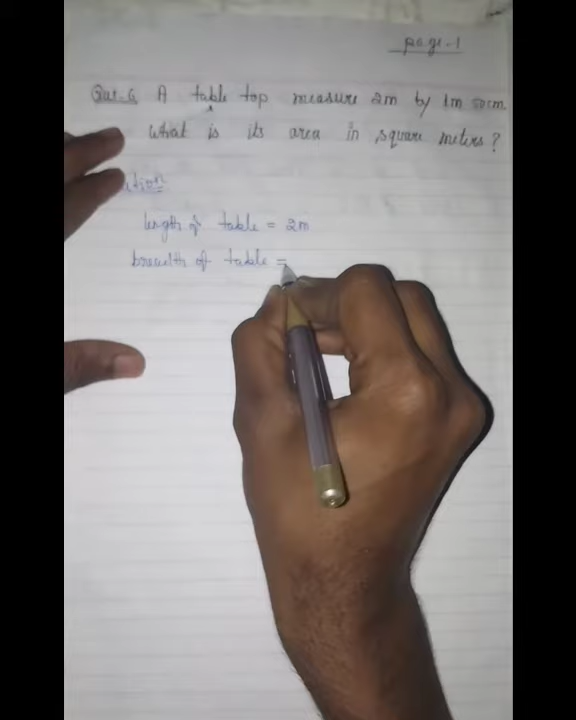 page-1
Que.6 A table top measure 2m by 1m 50cm.
What is its area in square meters?
length of table = 2m
breadth of table =